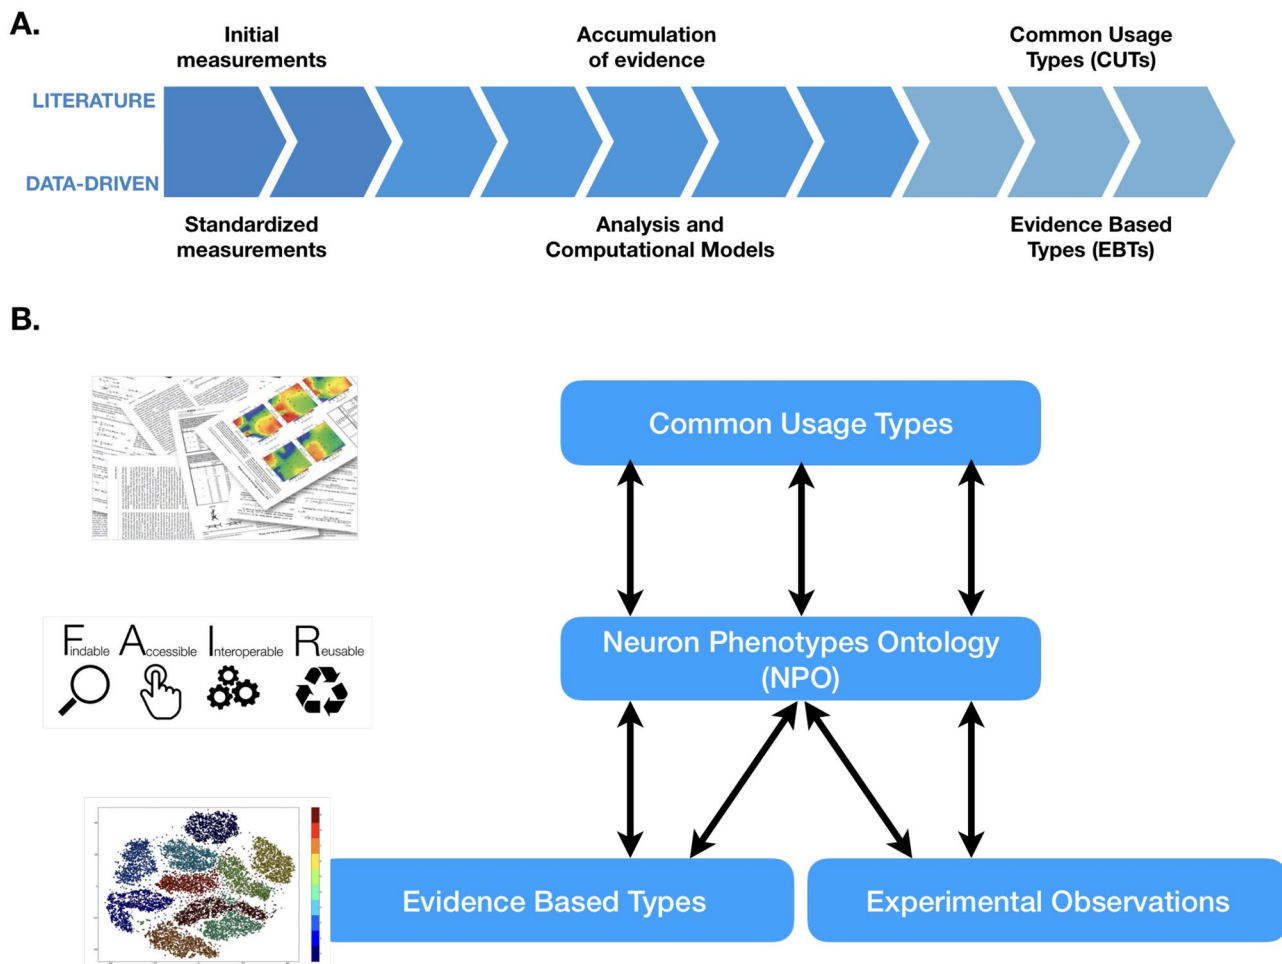 A.
Initial
measurements
Accumulation
of evidence
Common Usage
Types (CUTs)
LITERATURE
DATA-DRIVEN
Standardized
measurements
Analysis and
Computational Models
Evidence Based
Types (EBTs)
B.
Common Usage Types
Findable Accessible Interoperable Reusable
Neuron Phenotypes Ontology
(NPO)
Evidence Based Types
Experimental Observations